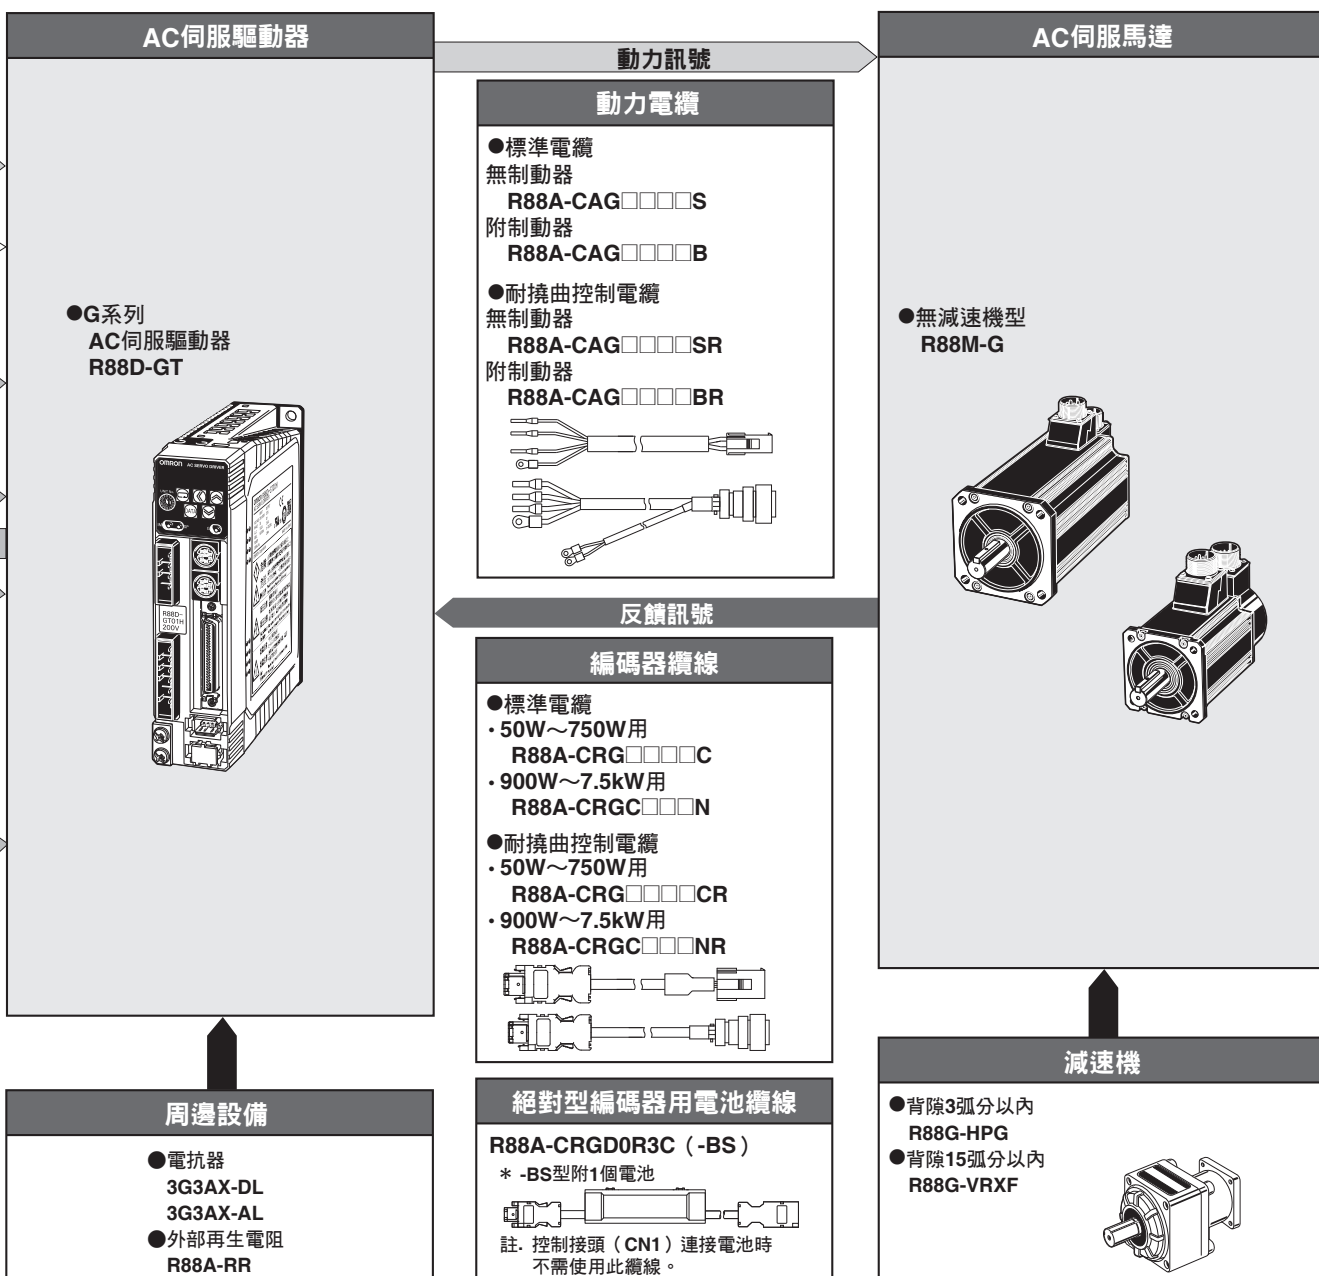 AC伺服驅動器
●G系列
AC伺服驅動器
R88D-GT
OMRON AC SERVO DRIVER
R88D-
GT01H
200V
動力訊號
動力電纜
●標準電纜
無制動器
R88A-CAG□□□□S
附制動器
R88A-CAG□□□□B
●耐撓曲控制電纜
無制動器
R88A-CAG□□□□SR
附制動器
R88A-CAG□□□□BR
反饋訊號
編碼器纜線
●標準電纜
・50W～750W用
R88A-CRG□□□□C
・900W～7.5kW用
R88A-CRGC□□□N
●耐撓曲控制電纜
・50W～750W用
R88A-CRG□□□□CR
・900W～7.5kW用
R88A-CRGC□□□NR
絕對型編碼器用電池纜線
R88A-CRGD0R3C（-BS）
＊ -BS型附1個電池
註. 控制接頭（CN1）連接電池時
不需使用此纜線。
AC伺服馬達
●無減速機型
R88M-G
周邊設備
●電抗器
3G3AX-DL
3G3AX-AL
●外部再生電阻
R88A-RR
減速機
●背隙3弧分以內
R88G-HPG
●背隙15弧分以內
R88G-VRXF